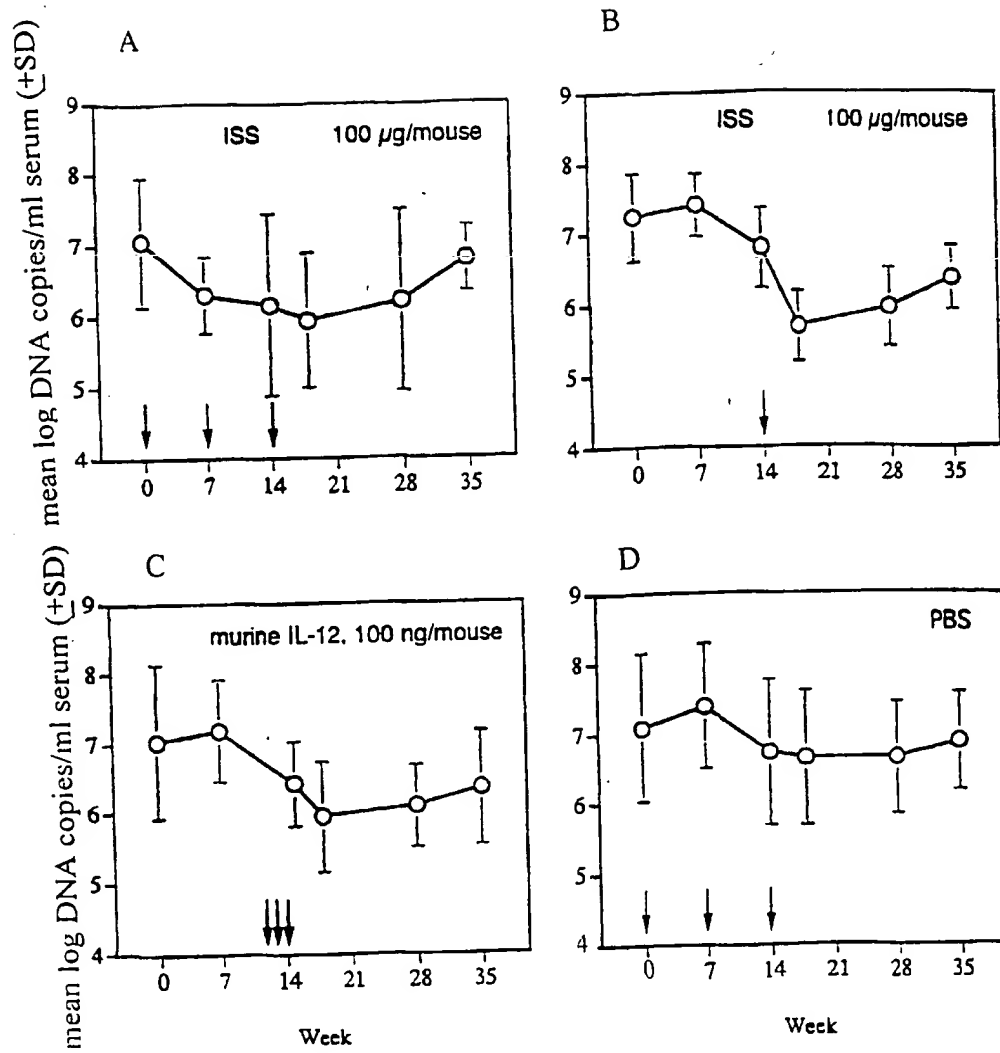 A
mean log DNA copies/ml serum (+SD)
ISS 100 µg/mouse
9
8
7
6
5
4
0 7 14 21 28 35
B
ISS 100 µg/mouse
9
8
7
6
5
4
0 7 14 21 28 35
C
mean log DNA copies/ml serum (+SD)
murine IL-12, 100 ng/mouse
9
8
7
6
5
4
0 7 14 21 28 35
Week
D
PBS
9
8
7
6
5
4
0 7 14 21 28 35
Week